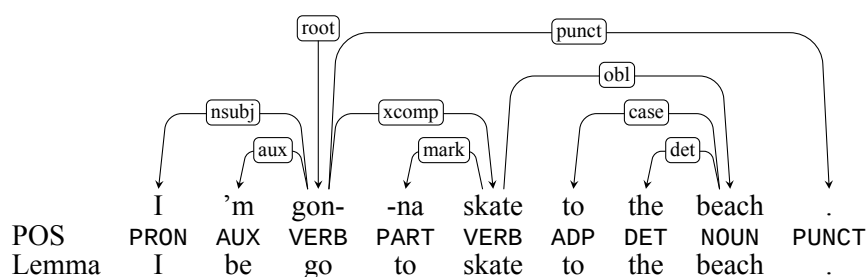 root
punct
obl
nsubj xcomp case
aux mark det
I ’m gon- -na skate to the beach .
POS PRON AUX VERB PART VERB ADP DET NOUN PUNCT
Lemma I be go to skate to the beach .